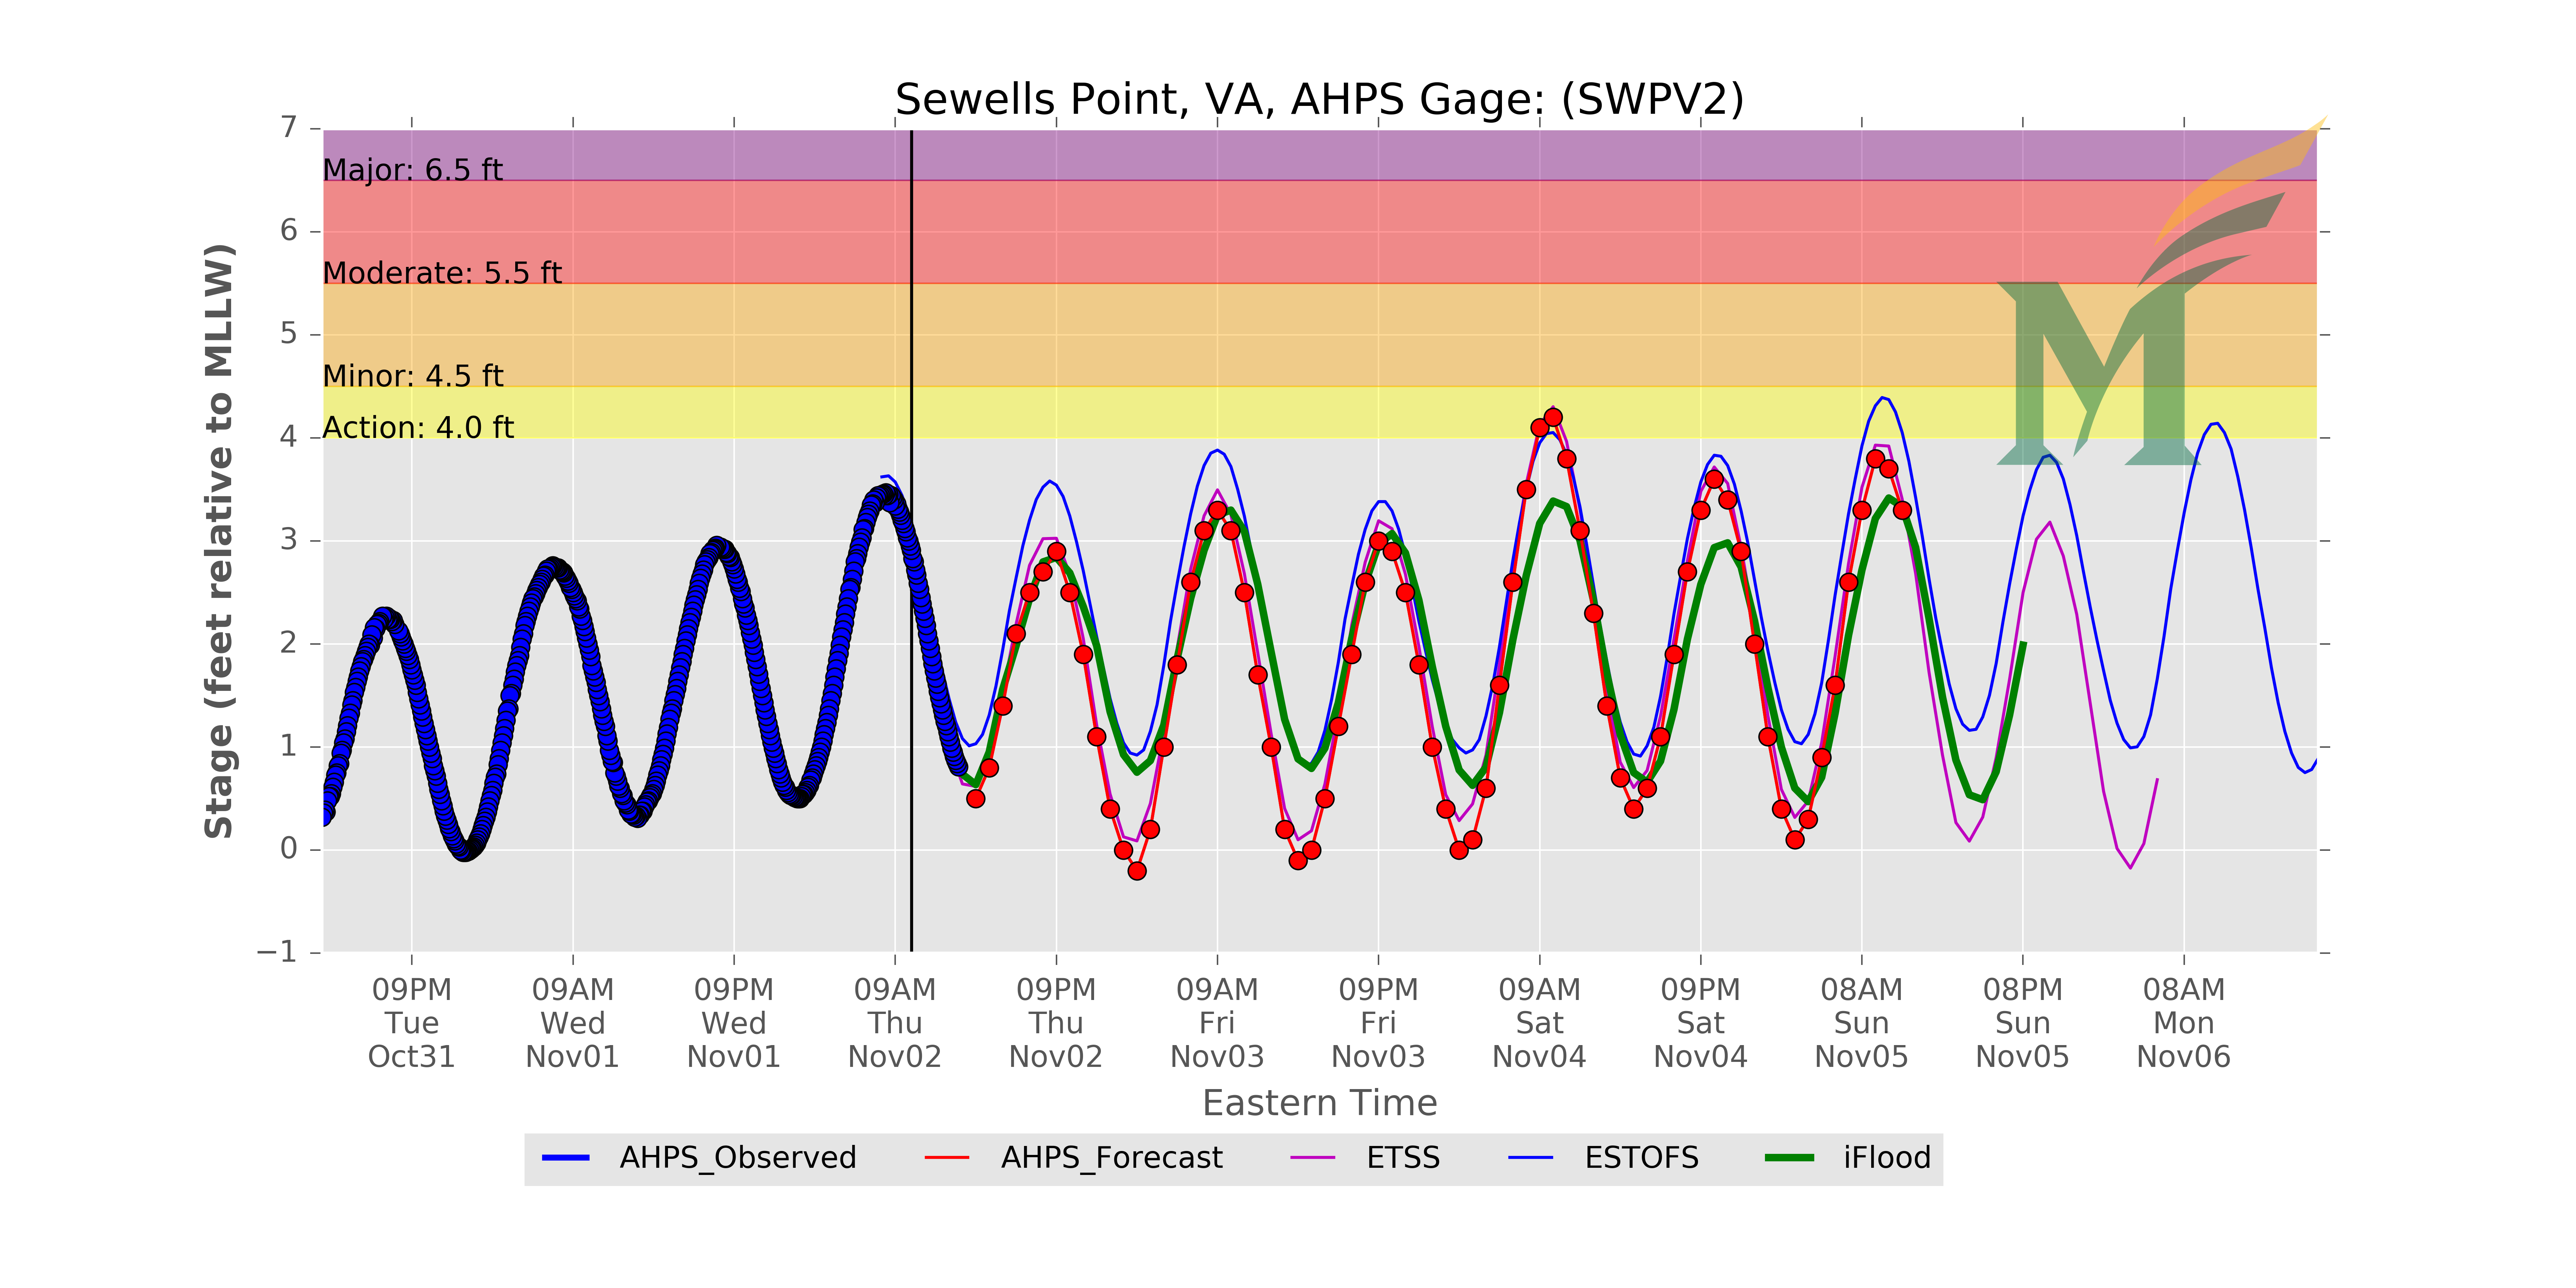 Sewells Point, VA, AHPS Gage: (SWPV2)
Stage (feet relative to MLLW)
7
6
5
4
3
2
1
0
−1
Major: 6.5 ft
Moderate: 5.5 ft
Minor: 4.5 ft
Action: 4.0 ft
09PM Tue Oct31
09AM Wed Nov01
09PM Wed Nov01
09AM Thu Nov02
09PM Thu Nov02
09AM Fri Nov03
09PM Fri Nov03
09AM Sat Nov04
09PM Sat Nov04
08AM Sun Nov05
08PM Sun Nov05
08AM Mon Nov06
Eastern Time
AHPS_Observed
AHPS_Forecast
ETSS
ESTOFS
iFlood
M